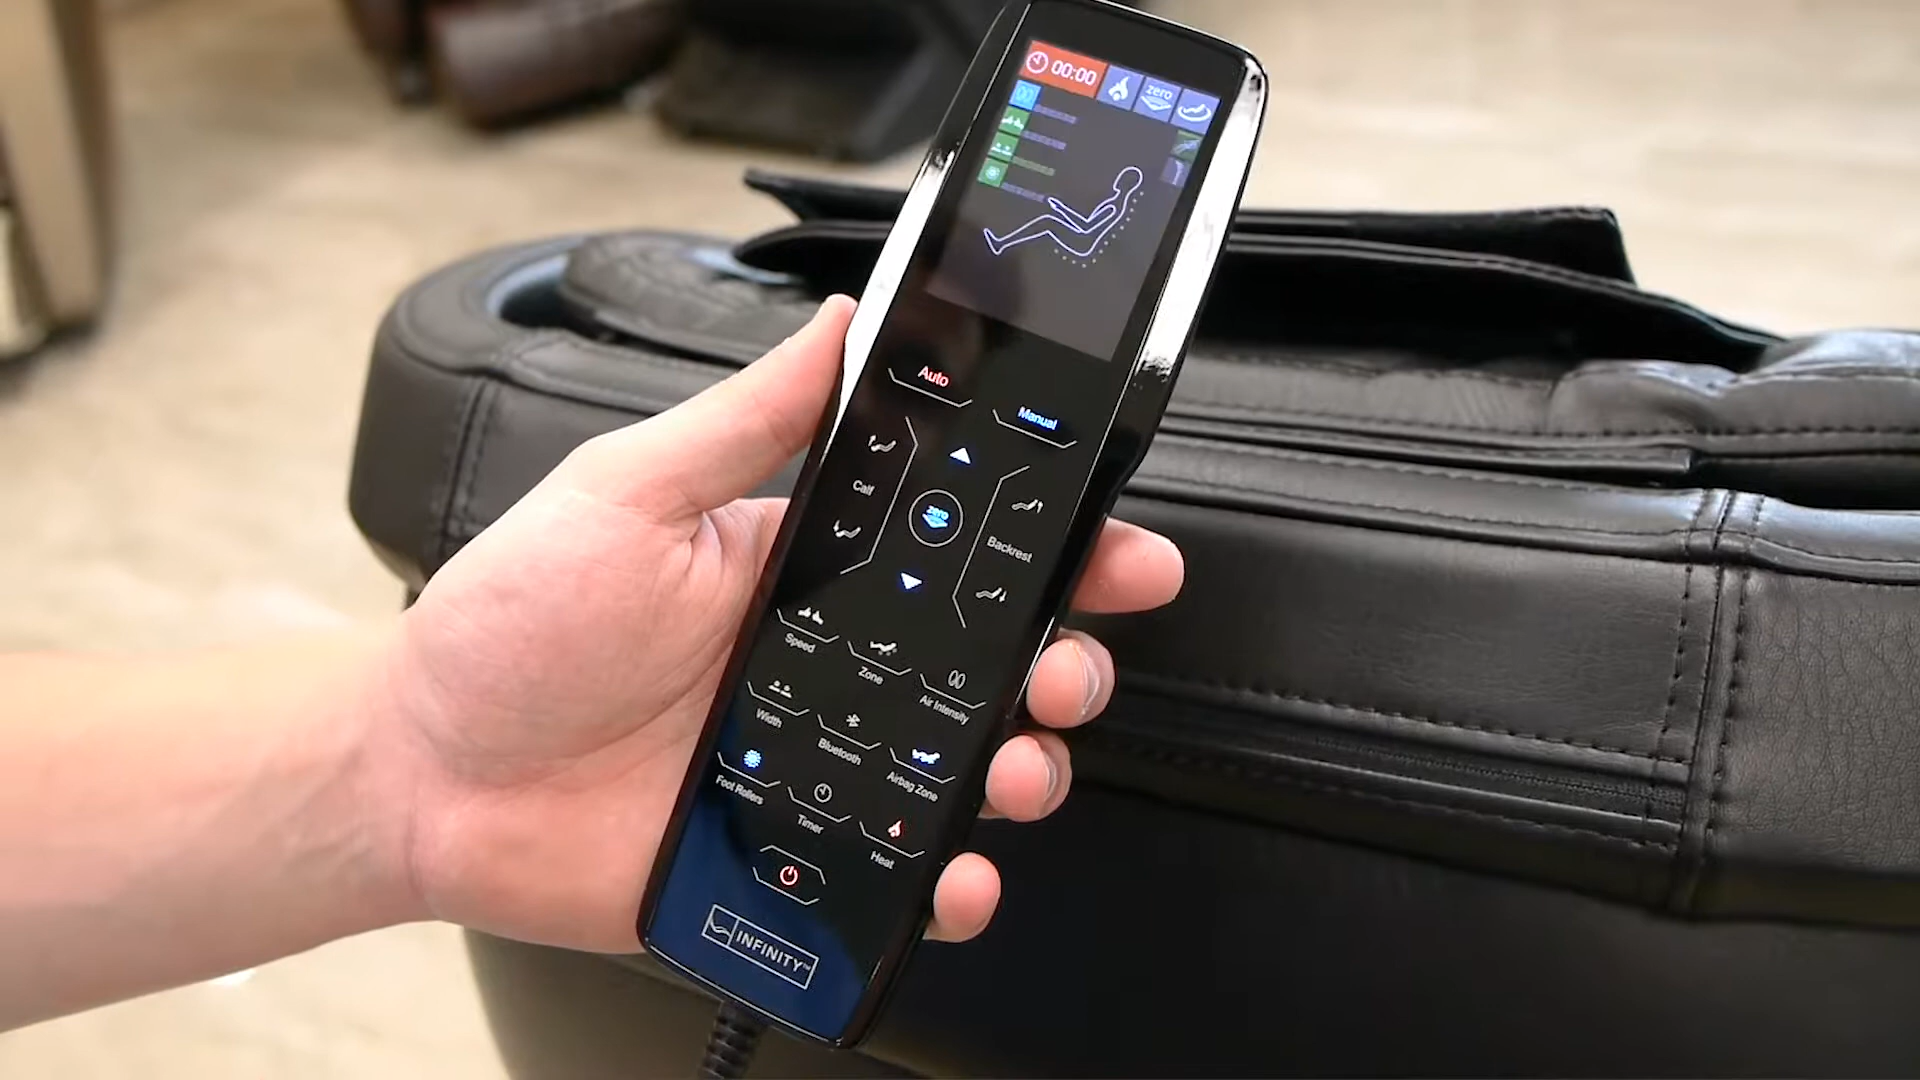 00:00
zero
Auto
Manual
Calf
zero
Backrest
Speed
Zone
Air Intensity
Width
Bluetooth
Airbag Zone
Foot Rollers
Timer
Heat
INFINITY™